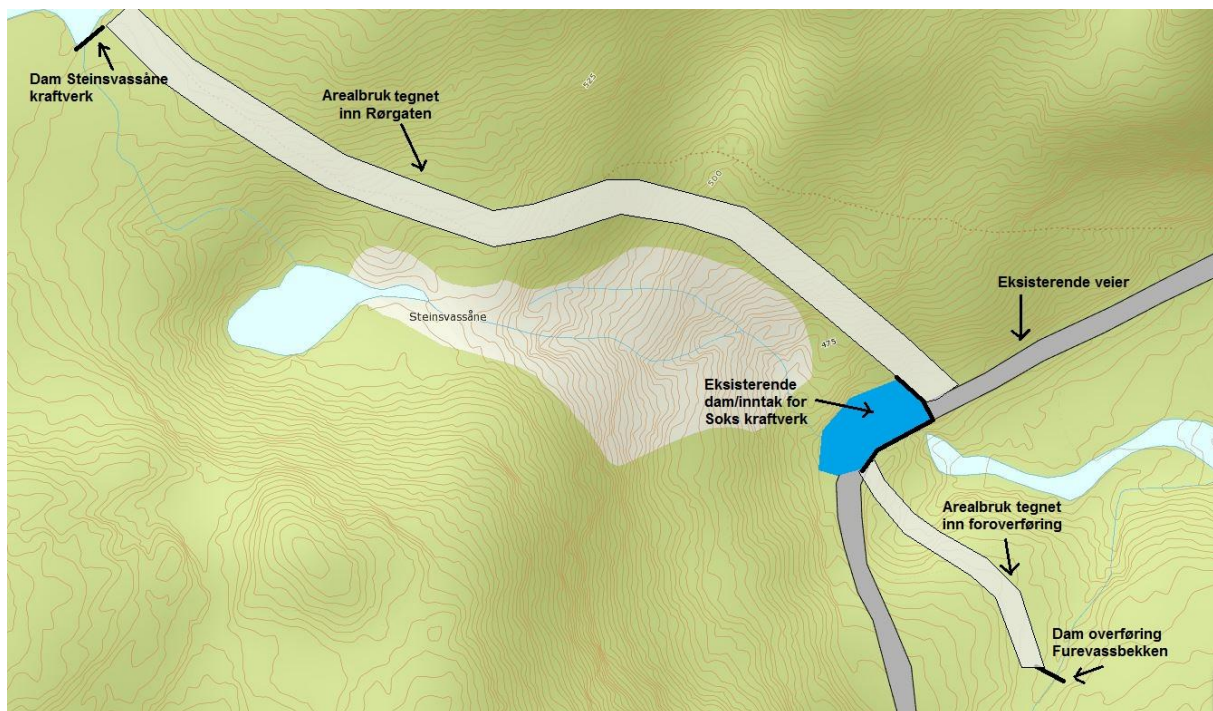 Dam Steinsvassåne
kraftverk
Arealbruk tegnet
inn Rørgaten
525
500
Steinsvassåne
475
Eksisterende veier
Eksisterende
dam/inntak for
Soks kraftverk
Arealbruk tegnet
inn foroverføring
Dam overføring
Furevassbekken